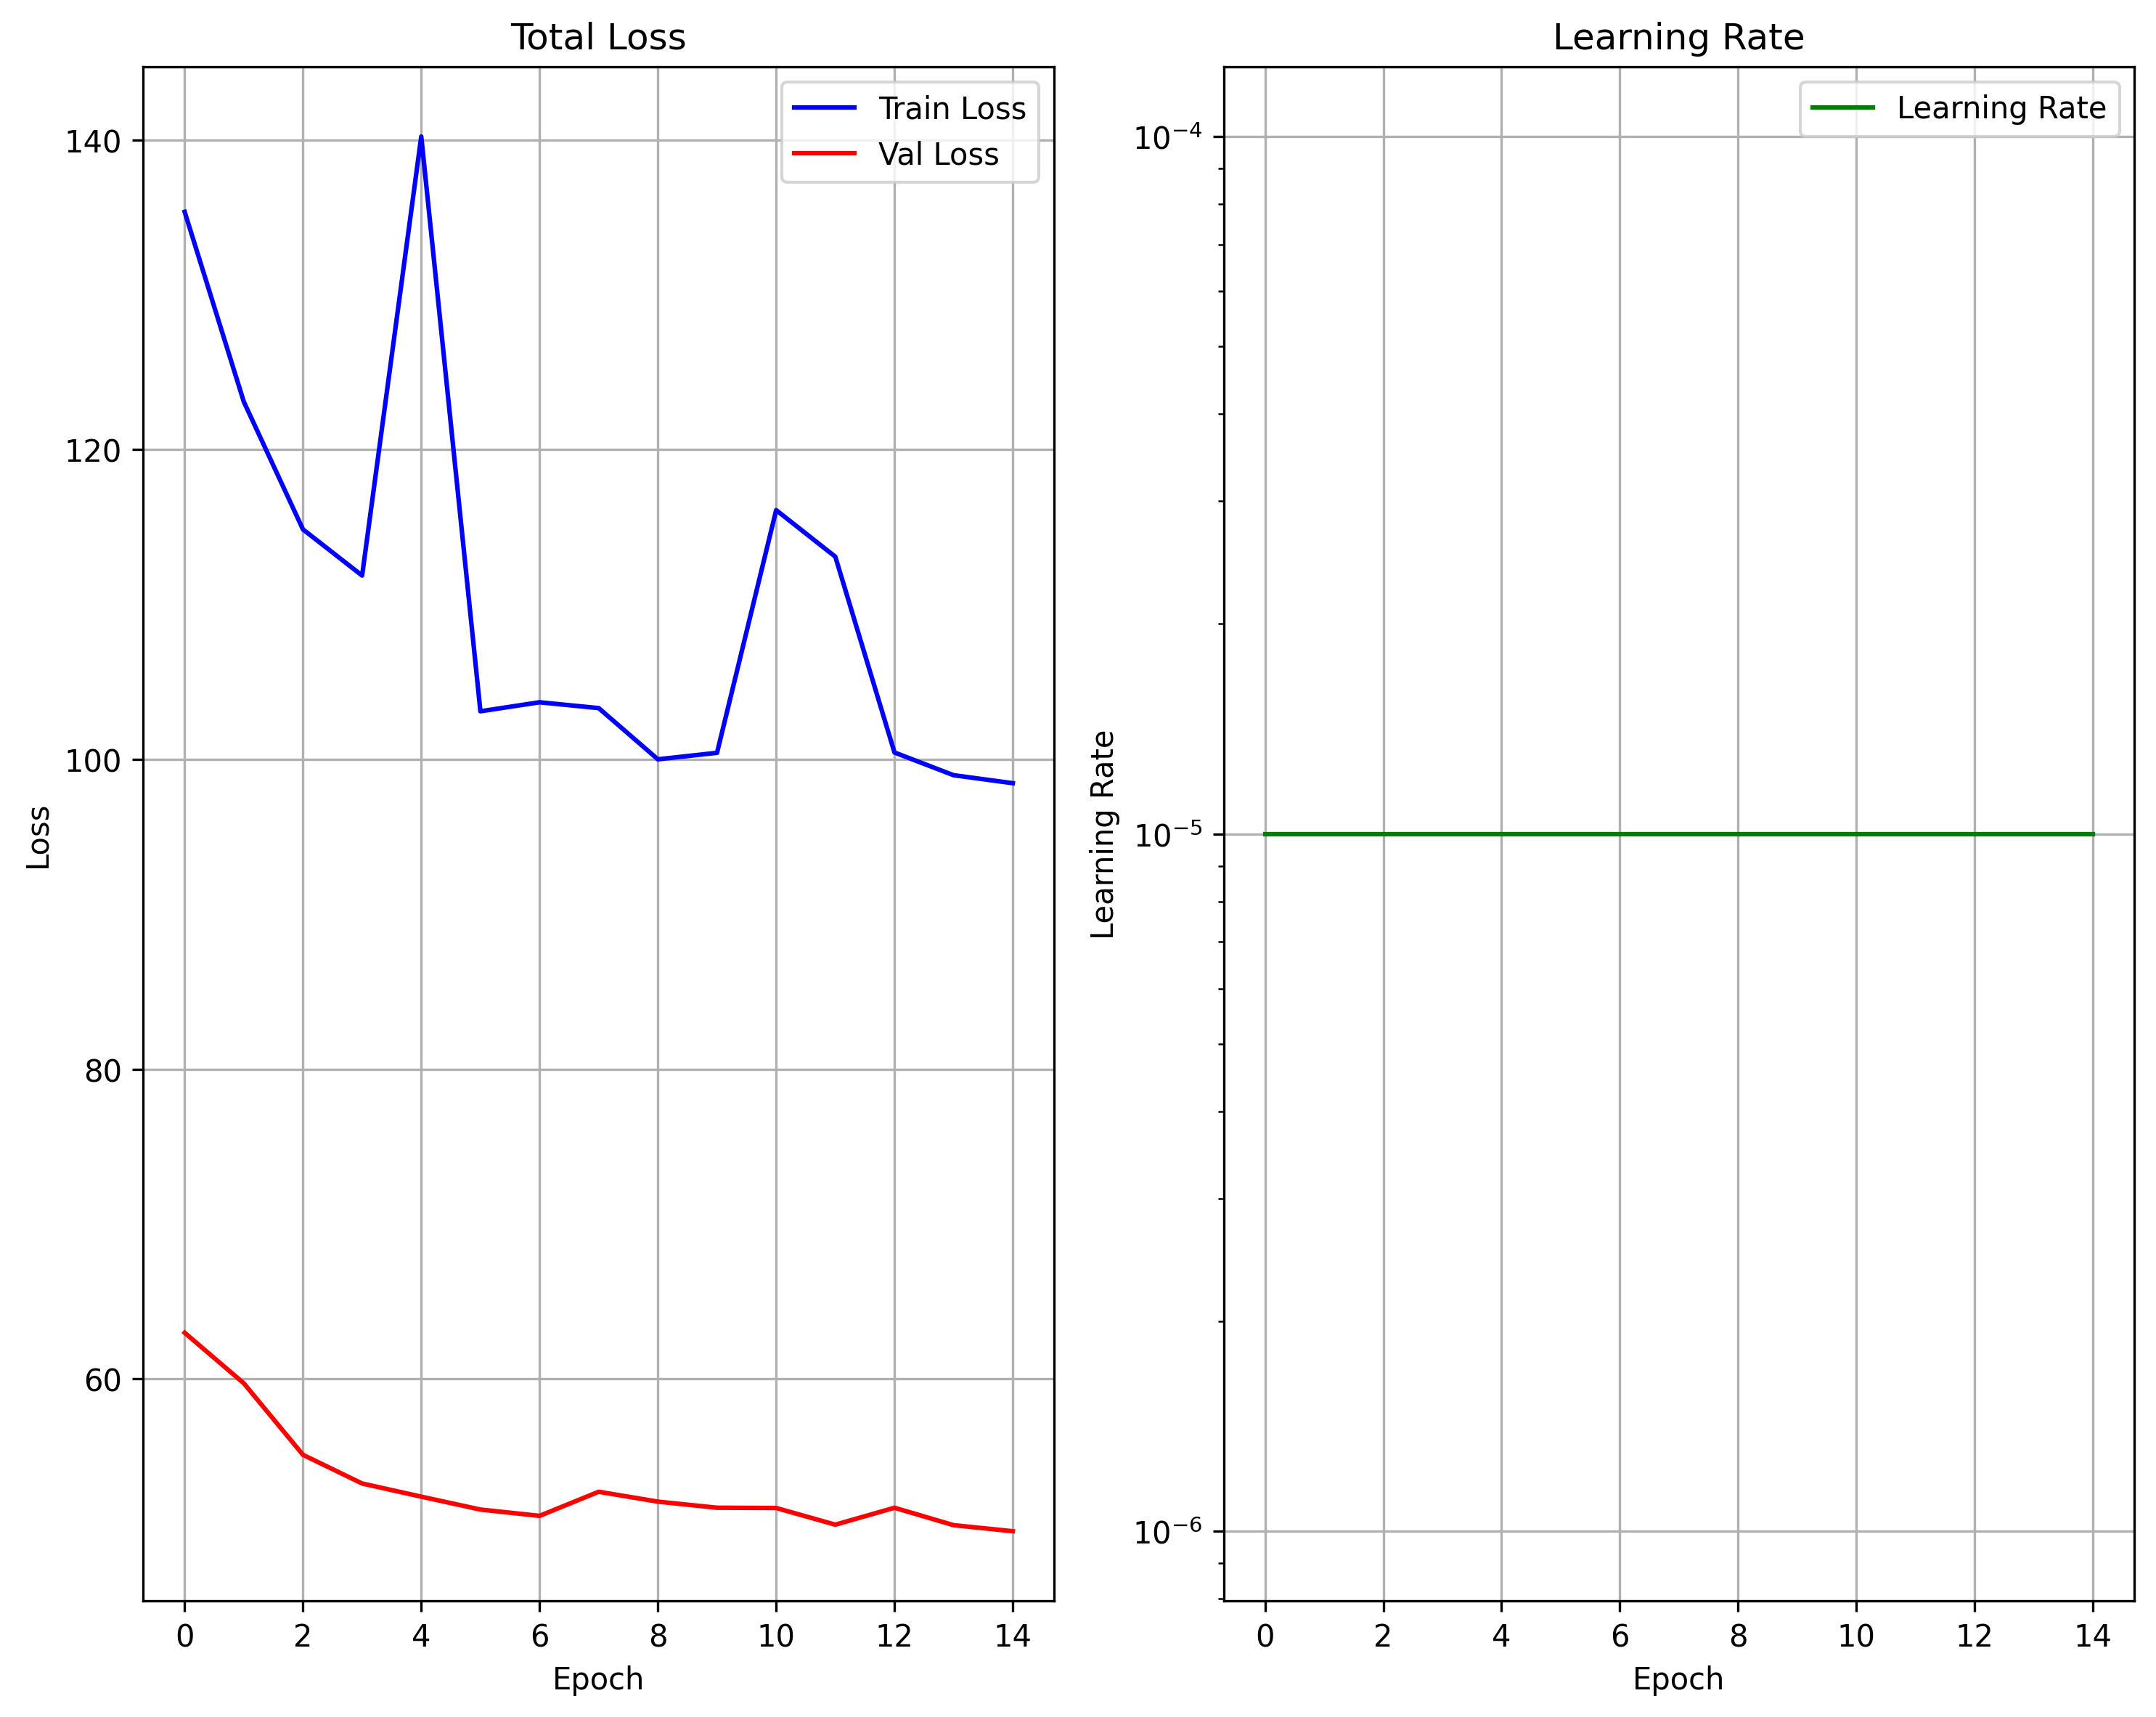 Total Loss
Train Loss
Val Loss
140
120
100
80
60
Loss
0 2 4 6 8 10 12 14
Epoch
Learning Rate
Learning Rate
10⁻⁴
10⁻⁵
10⁻⁶
Learning Rate
0 2 4 6 8 10 12 14
Epoch